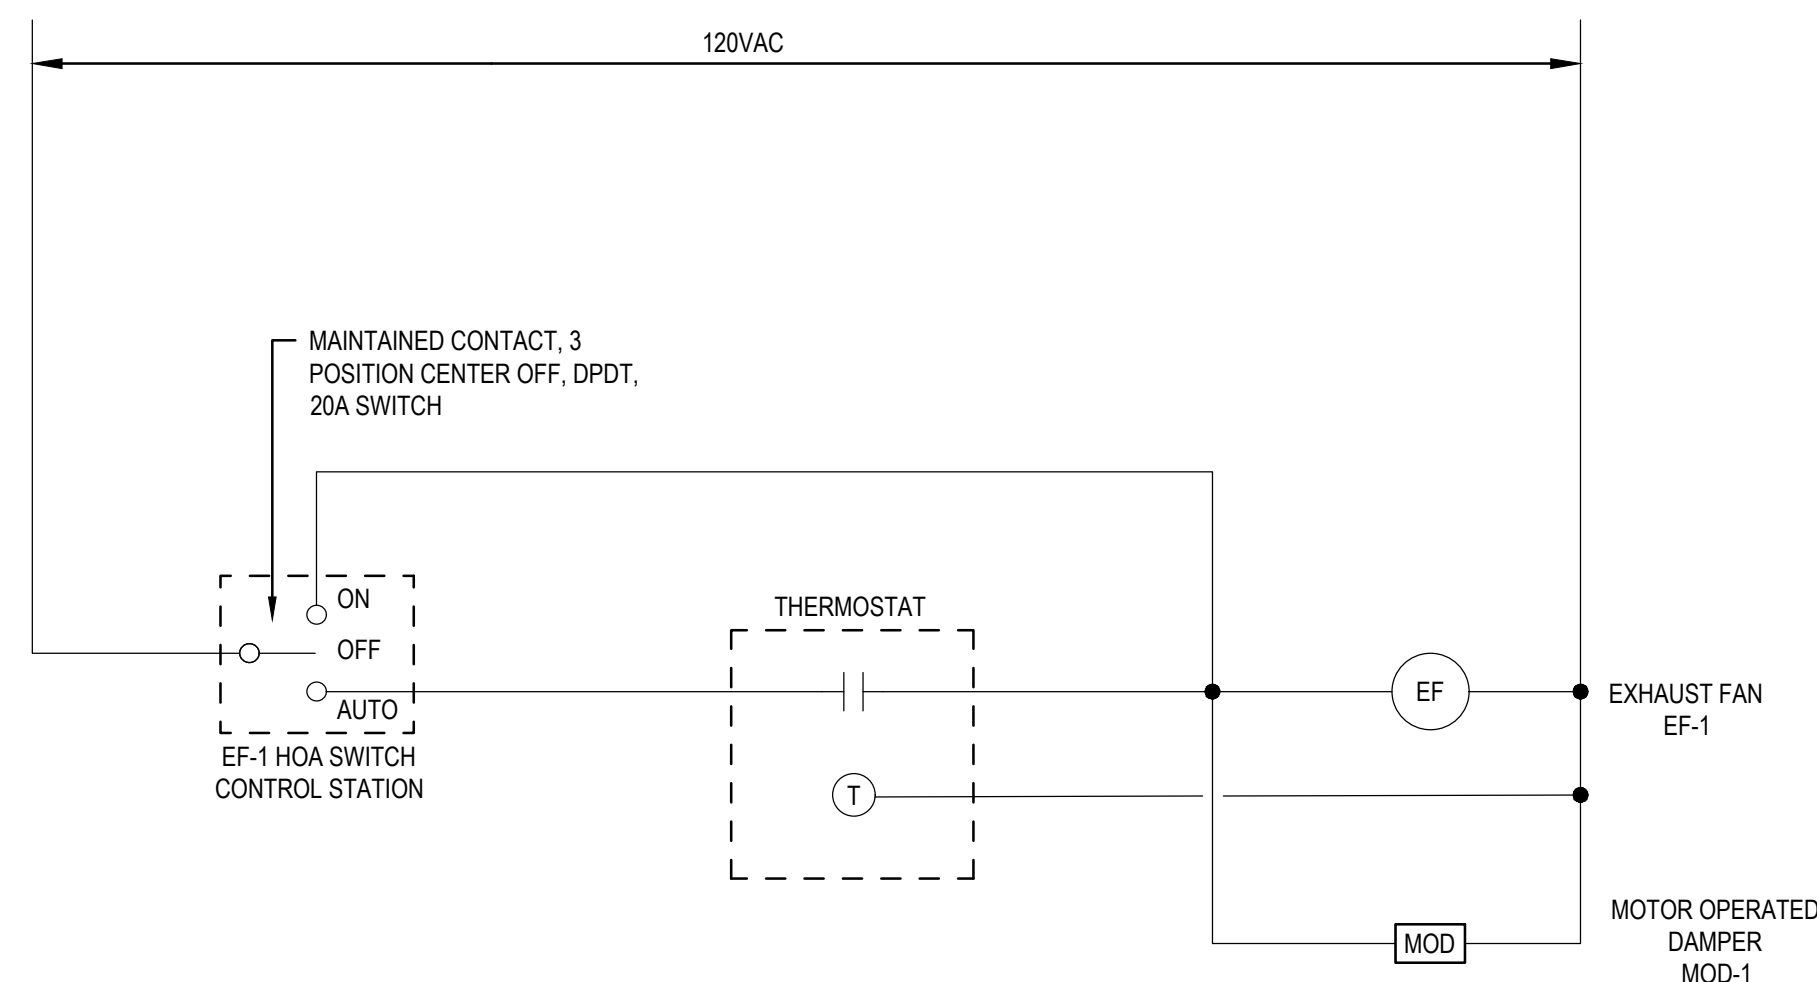 120VAC
MAINTAINED CONTACT, 3
POSITION CENTER OFF, DPDT,
20A SWITCH
ON
OFF
AUTO
EF-1 HOA SWITCH
CONTROL STATION
THERMOSTAT
T
EF
EXHAUST FAN
EF-1
MOD
MOTOR OPERATED
DAMPER
MOD-1